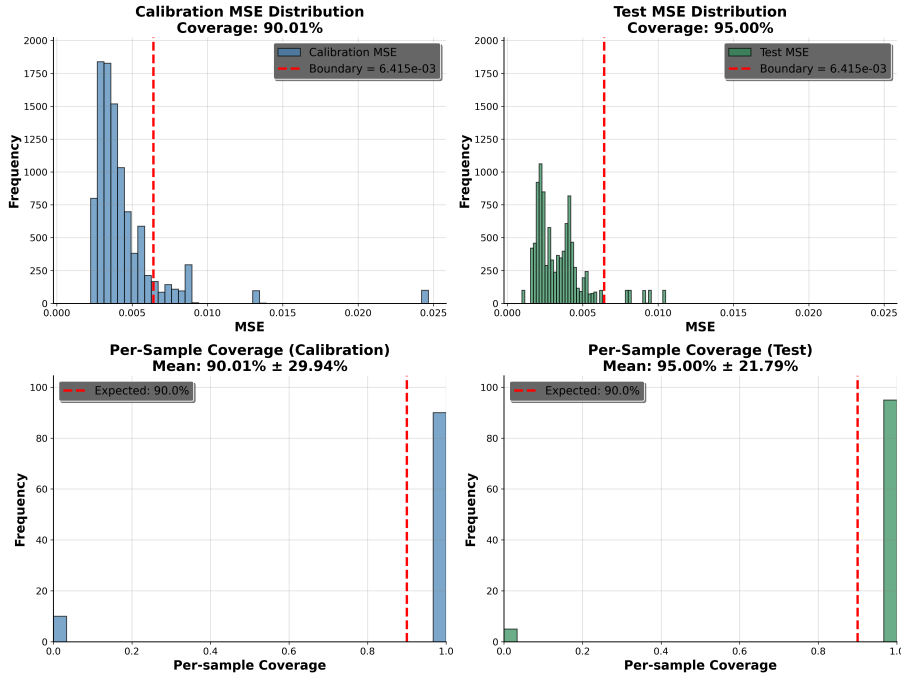 Calibration MSE Distribution
Coverage: 90.01%
2000
1750
1500
1250
1000
750
500
250
0
Frequency
0.000
0.005
0.010
0.015
0.020
0.025
MSE
Calibration MSE
Boundary = 6.415e-03
Test MSE Distribution
Coverage: 95.00%
2000
1750
1500
1250
1000
750
500
250
0
Frequency
0.000
0.005
0.010
0.015
0.020
0.025
MSE
Test MSE
Boundary = 6.415e-03
Per-Sample Coverage (Calibration)
Mean: 90.01% ± 29.94%
100
80
60
40
20
0
Frequency
0.0
0.2
0.4
0.6
0.8
1.0
Per-sample Coverage
Expected: 90.0%
Per-Sample Coverage (Test)
Mean: 95.00% ± 21.79%
100
80
60
40
20
0
Frequency
0.0
0.2
0.4
0.6
0.8
1.0
Per-sample Coverage
Expected: 90.0%